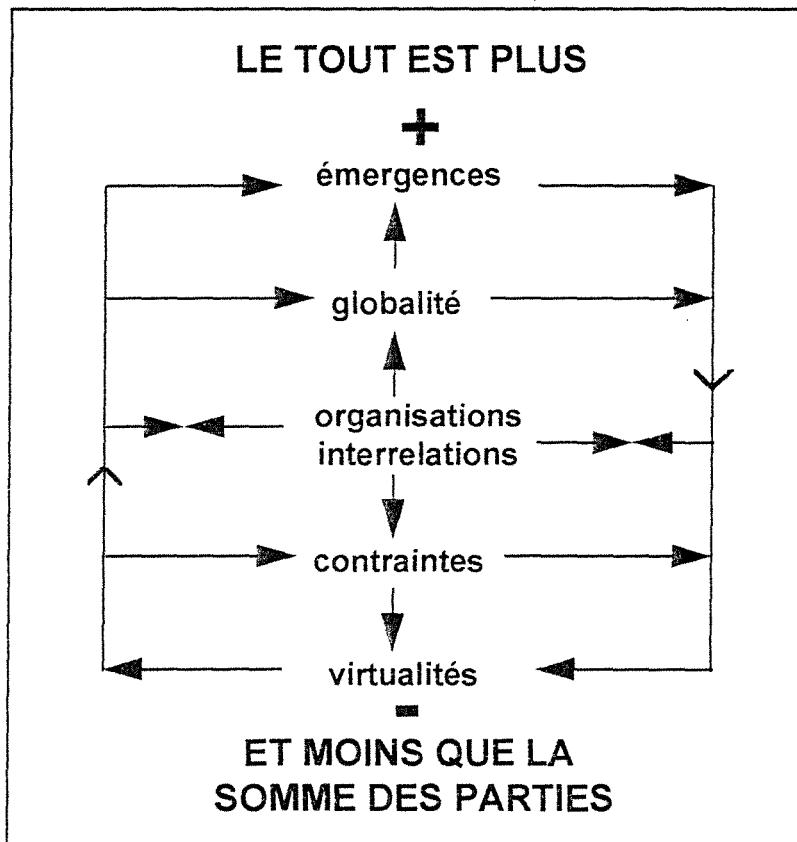 LE TOUT EST PLUS
+
émergences
globalité
organisations
interrelations
contraintes
virtualités
-
ET MOINS QUE LA
SOMME DES PARTIES